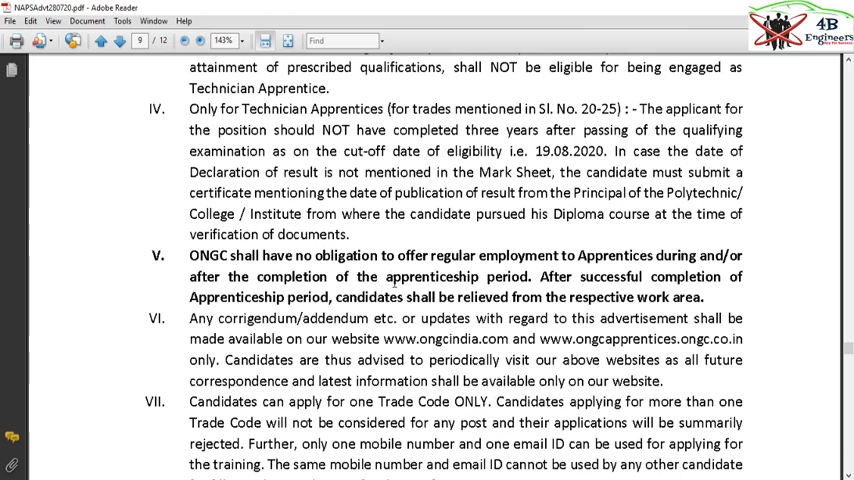 NAPSAdvt280720.pdf - Adobe Reader
File Edit View Document Tools Window Help
9 / 12 143% Find
4B
Engineers
attainment of prescribed qualifications, shall NOT be eligible for being engaged as
Technician Apprentice.
IV. Only for Technician Apprentices (for trades mentioned in Sl. No. 20-25) : - The applicant for
the position should NOT have completed three years after passing of the qualifying
examination as on the cut-off date of eligibility i.e. 19.08.2020. In case the date of
Declaration of result is not mentioned in the Mark Sheet, the candidate must submit a
certificate mentioning the date of publication of result from the Principal of the Polytechnic/
College / Institute from where the candidate pursued his Diploma course at the time of
verification of documents.
V. ONGC shall have no obligation to offer regular employment to Apprentices during and/or
after the completion of the apprenticeship period. After successful completion of
Apprenticeship period, candidates shall be relieved from the respective work area.
VI. Any corrigendum/addendum etc. or updates with regard to this advertisement shall be
made available on our website www.ongcindia.com and www.ongcapprentices.ongc.co.in
only. Candidates are thus advised to periodically visit our above websites as all future
correspondence and latest information shall be available only on our website.
VII. Candidates can apply for one Trade Code ONLY. Candidates applying for more than one
Trade Code will not be considered for any post and their applications will be summarily
rejected. Further, only one mobile number and one email ID can be used for applying for
the training. The same mobile number and email ID cannot be used by any other candidate